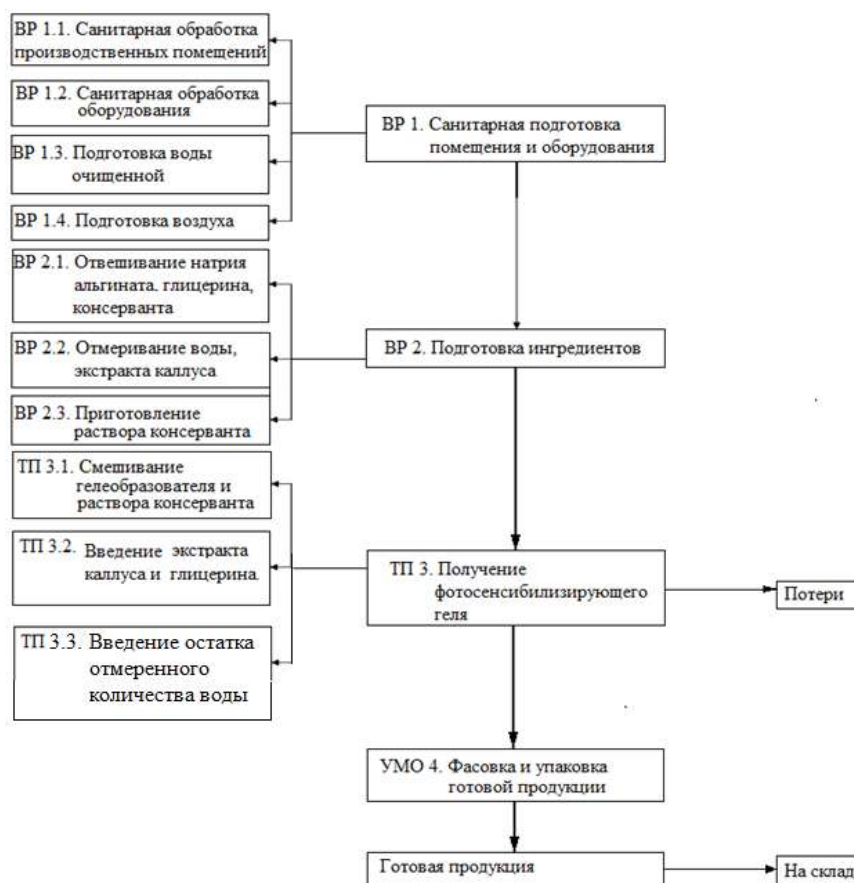 ВР 1.1. Санитарная обработка
производственных помещений
ВР 1.2. Санитарная обработка
оборудования
ВР 1. Санитарная подготовка
помещения и оборудования
ВР 1.3. Подготовка воды
очищенной
ВР 1.4. Подготовка воздуха
ВР 2.1. Отвешивание натрия
альгината, глицерина,
консерванта
ВР 2.2. Отмеривание воды,
экстракта каллуса
ВР 2. Подготовка ингредиентов
ВР 2.3. Приготовление
раствора консерванта
ТП 3.1. Смешивание
гелеобразователя и
раствора консерванта
ТП 3.2. Введение экстракта
каллуса и глицерина.
ТП 3. Получение
фотосенсибилизирующего
геля
Потери
ТП 3.3. Введение остатка
отмеренного
количества воды
УМО 4. Фасовка и упаковка
готовой продукции
Готовая продукция
На склад